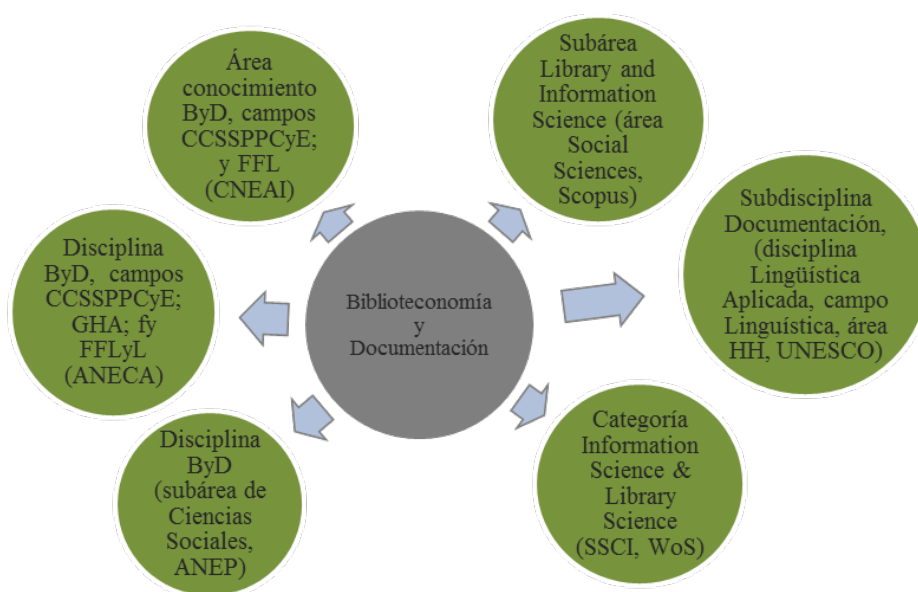 Área
conocimiento
ByD, campos
CCSSPPCyE;
y FFL
(CNEAI)
Subárea
Library and
Information
Science (área
Social
Sciences,
Scopus)
Subdisciplina
Documentación,
(disciplina
Lingüística
Aplicada, campo
Linguística, área
HH, UNESCO)
Disciplina
ByD, campos
CCSSPPCyE;
GHA; fy
FFLyL
(ANECA)
Biblioteconomía
y
Documentación
Disciplina
ByD
(subárea de
Ciencias
Sociales,
ANEP)
Categoría
Information
Science &
Library
Science
(SSCI, WoS)